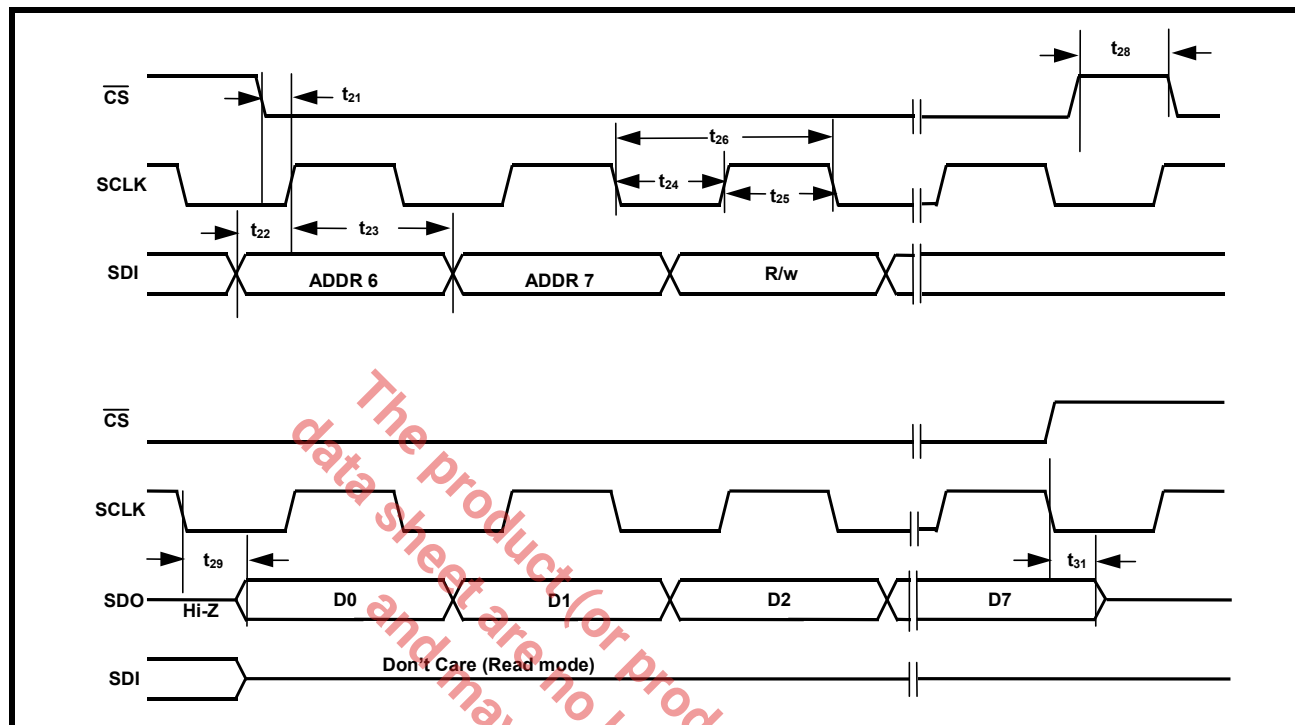 t28
CS
t21
t26
SCLK
t24
t25
t22
t23
SDI
ADDR 6
ADDR 7
R/w
CS
SCLK
t29
t31
SDO
Hi-Z
D0
D1
D2
D7
SDI
Don't Care (Read mode)
The product (or prod
data sheet are no
and may